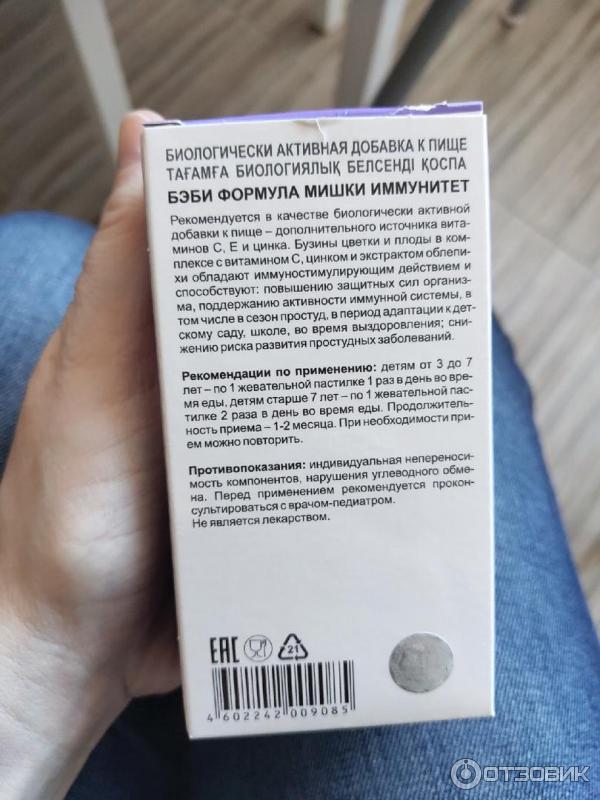 БИОЛОГИЧЕСКИ АКТИВНАЯ ДОБАВКА К ПИЩЕ
ТАҒАМҒА БИОЛОГИЯЛЫҚ БЕЛСЕНДІ ҚОСПА
БЭБИ ФОРМУЛА МИШКИ ИММУНИТЕТ
Рекомендуется в качестве биологически активной
добавки к пище – дополнительного источника вита-
минов С, Е и цинка. Бузины цветки и плоды в ком-
плексе с витамином С, цинком и экстрактом облепи-
хи обладают иммуностимулирующим действием и
способствуют: повышению защитных сил организ-
ма, поддержанию активности иммунной системы, в
том числе в сезон простуд, в период адаптации к дет-
скому саду, школе, во время выздоровления; сни-
жению риска развития простудных заболеваний.
Рекомендации по применению: детям от 3 до 7
лет – по 1 жевательной пастилке 1 раз в день во вре-
мя еды, детям старше 7 лет – по 1 жевательной пас-
тилке 2 раза в день во время еды. Продолжитель-
ность приема – 1-2 месяца. При необходимости при-
ем можно повторить.
Противопоказания: индивидуальная непереноси-
мость компонентов, нарушения углеводного обме-
на. Перед применением рекомендуется прокон-
сультироваться с врачом-педиатром.
Не является лекарством.
EAC
21
4 602242 009085
ОТЗОВИК